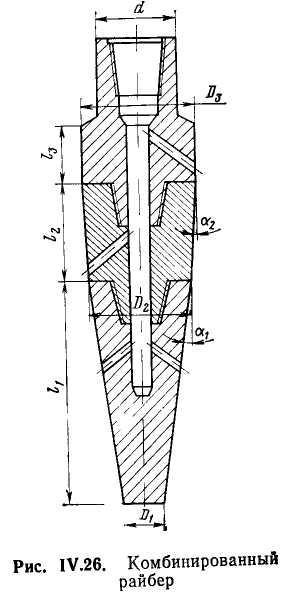 d
D₃
l₃
α₂
l₂
D₂
α₁
l₁
D₁
Рис. IV.26. Комбинированный
райбер